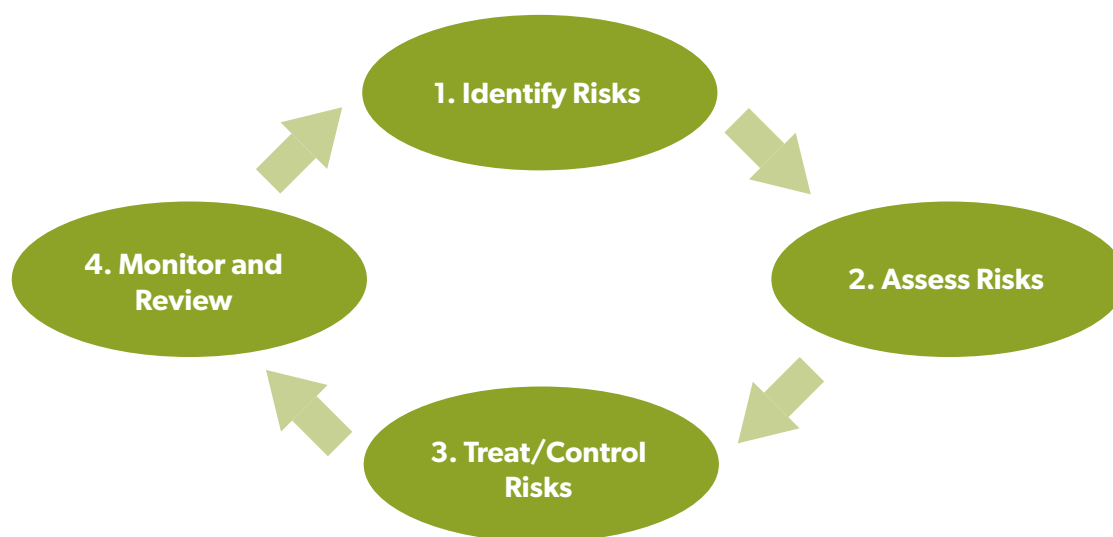 1. Identify Risks
2. Assess Risks
3. Treat/Control
Risks
4. Monitor and
Review